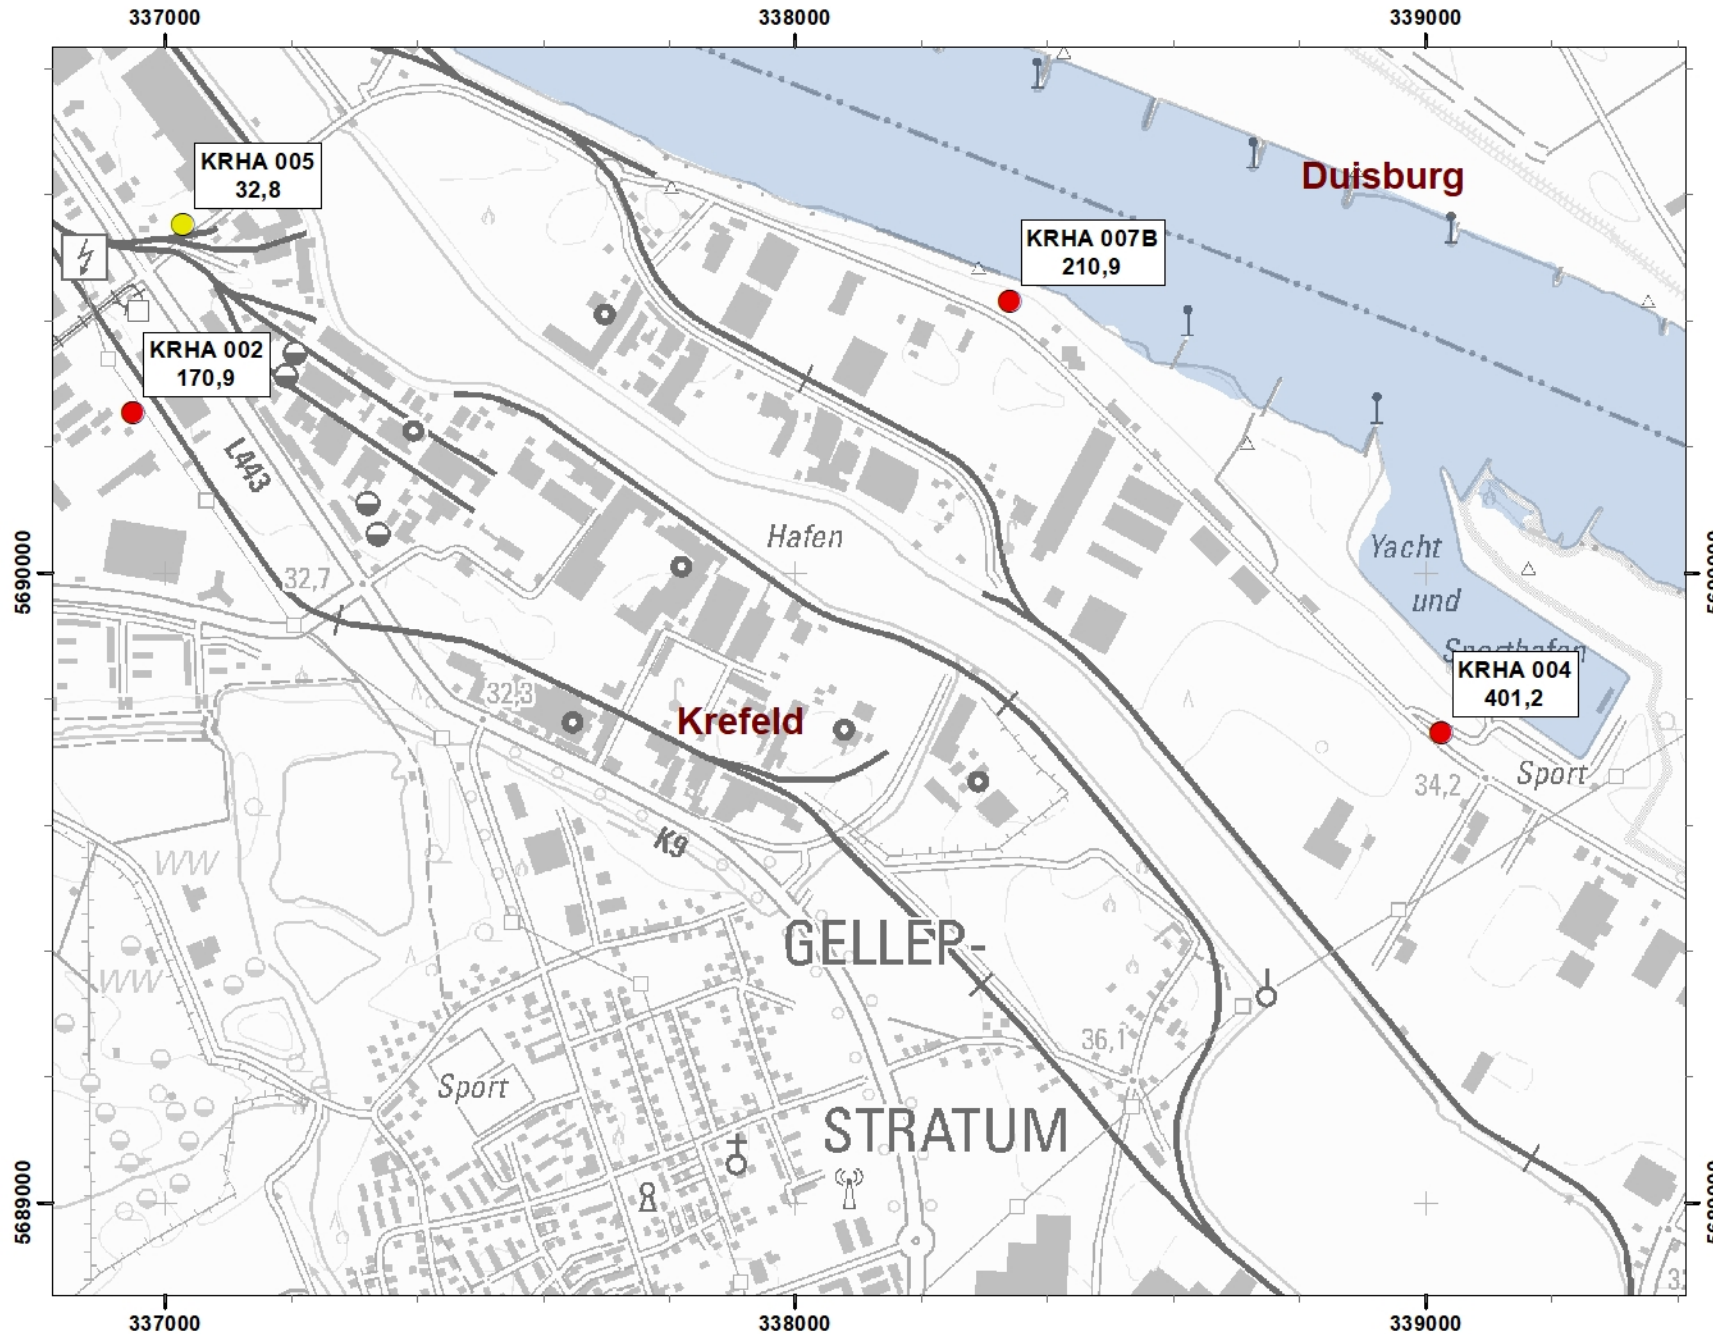 337000
338000
339000
KRHA 005
32,8
Duisburg
KRHA 007B
210,9
KRHA 002
170,9
L443
Hafen
Yacht
und
Sporthafen
5690000
32,7
KRHA 004
401,2
32,3
Krefeld
34,2
Sport
K9
WW
GELLEP-
WW
36,1
Sport
STRATUM
5689000
337000
338000
339000